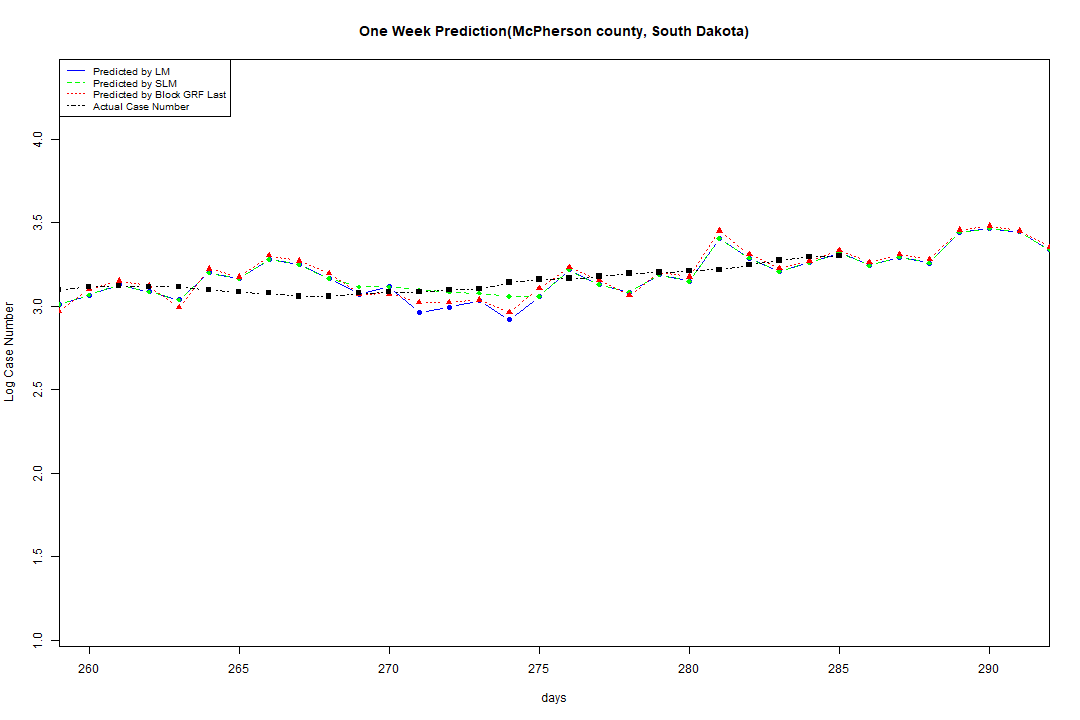 One Week Prediction(McPherson county, South Dakota)
Predicted by LM
Predicted by SLM
Predicted by Block GRF Last
Actual Case Number
Log Case Number
4.0
3.5
3.0
2.5
2.0
1.5
1.0
260 265 270 275 280 285 290
days